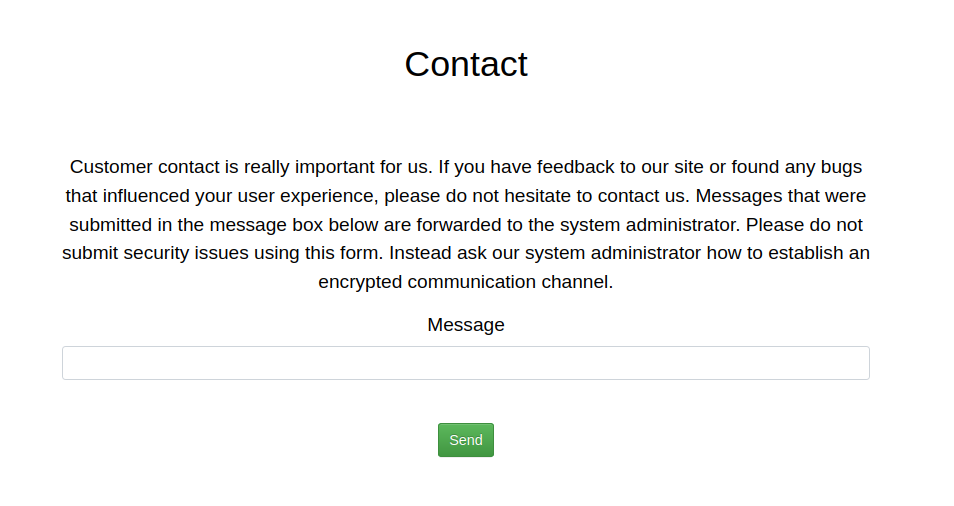 Contact
Customer contact is really important for us. If you have feedback to our site or found any bugs
that influenced your user experience, please do not hesitate to contact us. Messages that were
submitted in the message box below are forwarded to the system administrator. Please do not
submit security issues using this form. Instead ask our system administrator how to establish an
encrypted communication channel.
Message
Send